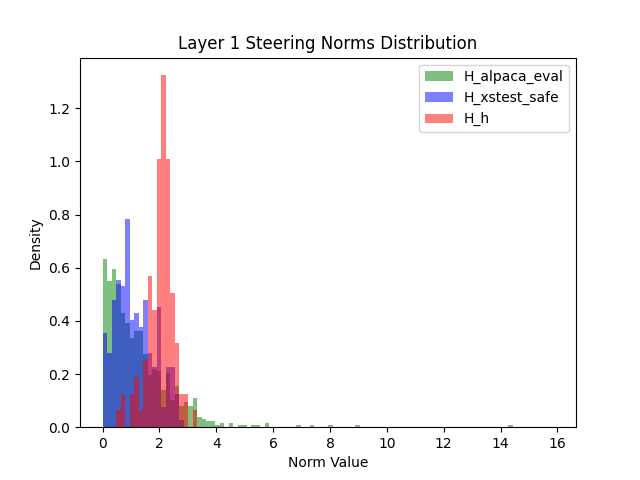 Layer 1 Steering Norms Distribution
H_alpaca_eval
H_xstest_safe
H_h
1.2
1.0
0.8
0.6
0.4
0.2
0.0
Density
0 2 4 6 8 10 12 14 16
Norm Value